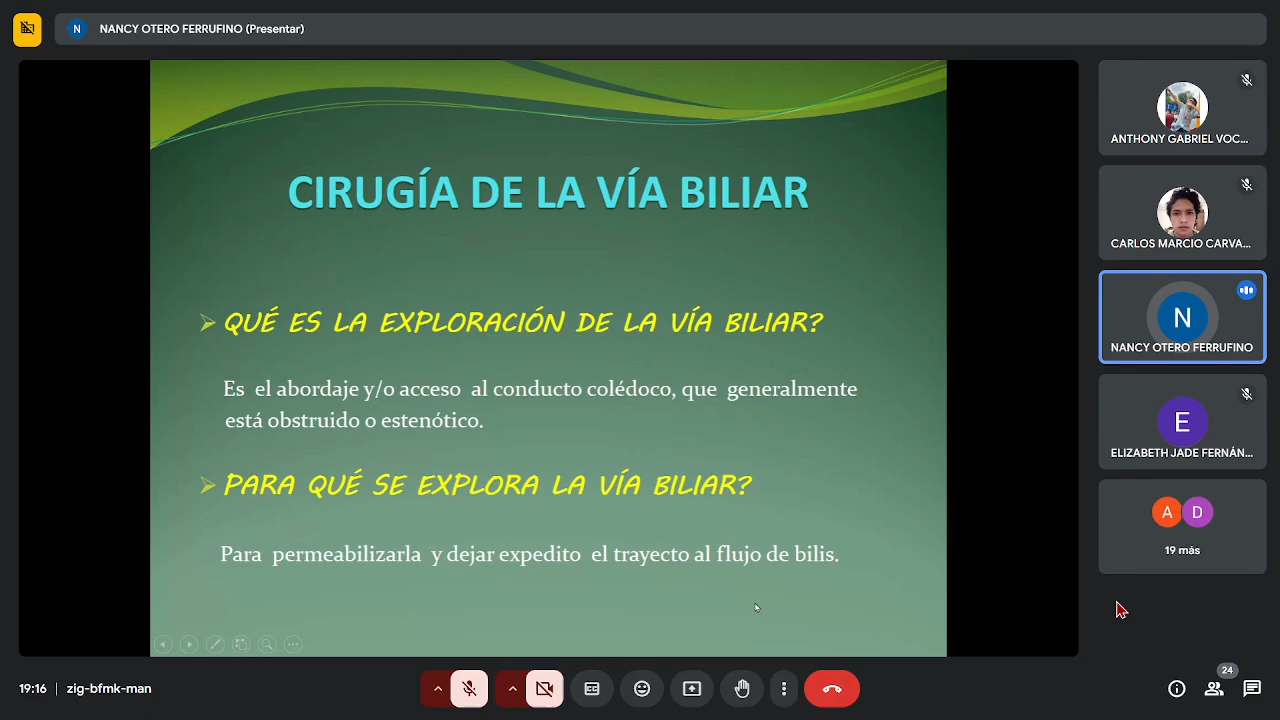 N NANCY OTERO FERRUFINO (Presentar)
CIRUGÍA DE LA VÍA BILIAR
QUÉ ES LA EXPLORACIÓN DE LA VÍA BILIAR?
Es el abordaje y/o acceso al conducto colédoco, que generalmente
está obstruido o estenótico.
PARA QUÉ SE EXPLORA LA VÍA BILIAR?
Para permeabilizarla y dejar expedito el trayecto al flujo de bilis.
ANTHONY GABRIEL VOC...
CARLOS MARCIO CARVA...
N
NANCY OTERO FERRUFINO
E
ELIZABETH JADE FERNÁN...
A D
19 más
19:16 | zig-bfmk-man
24